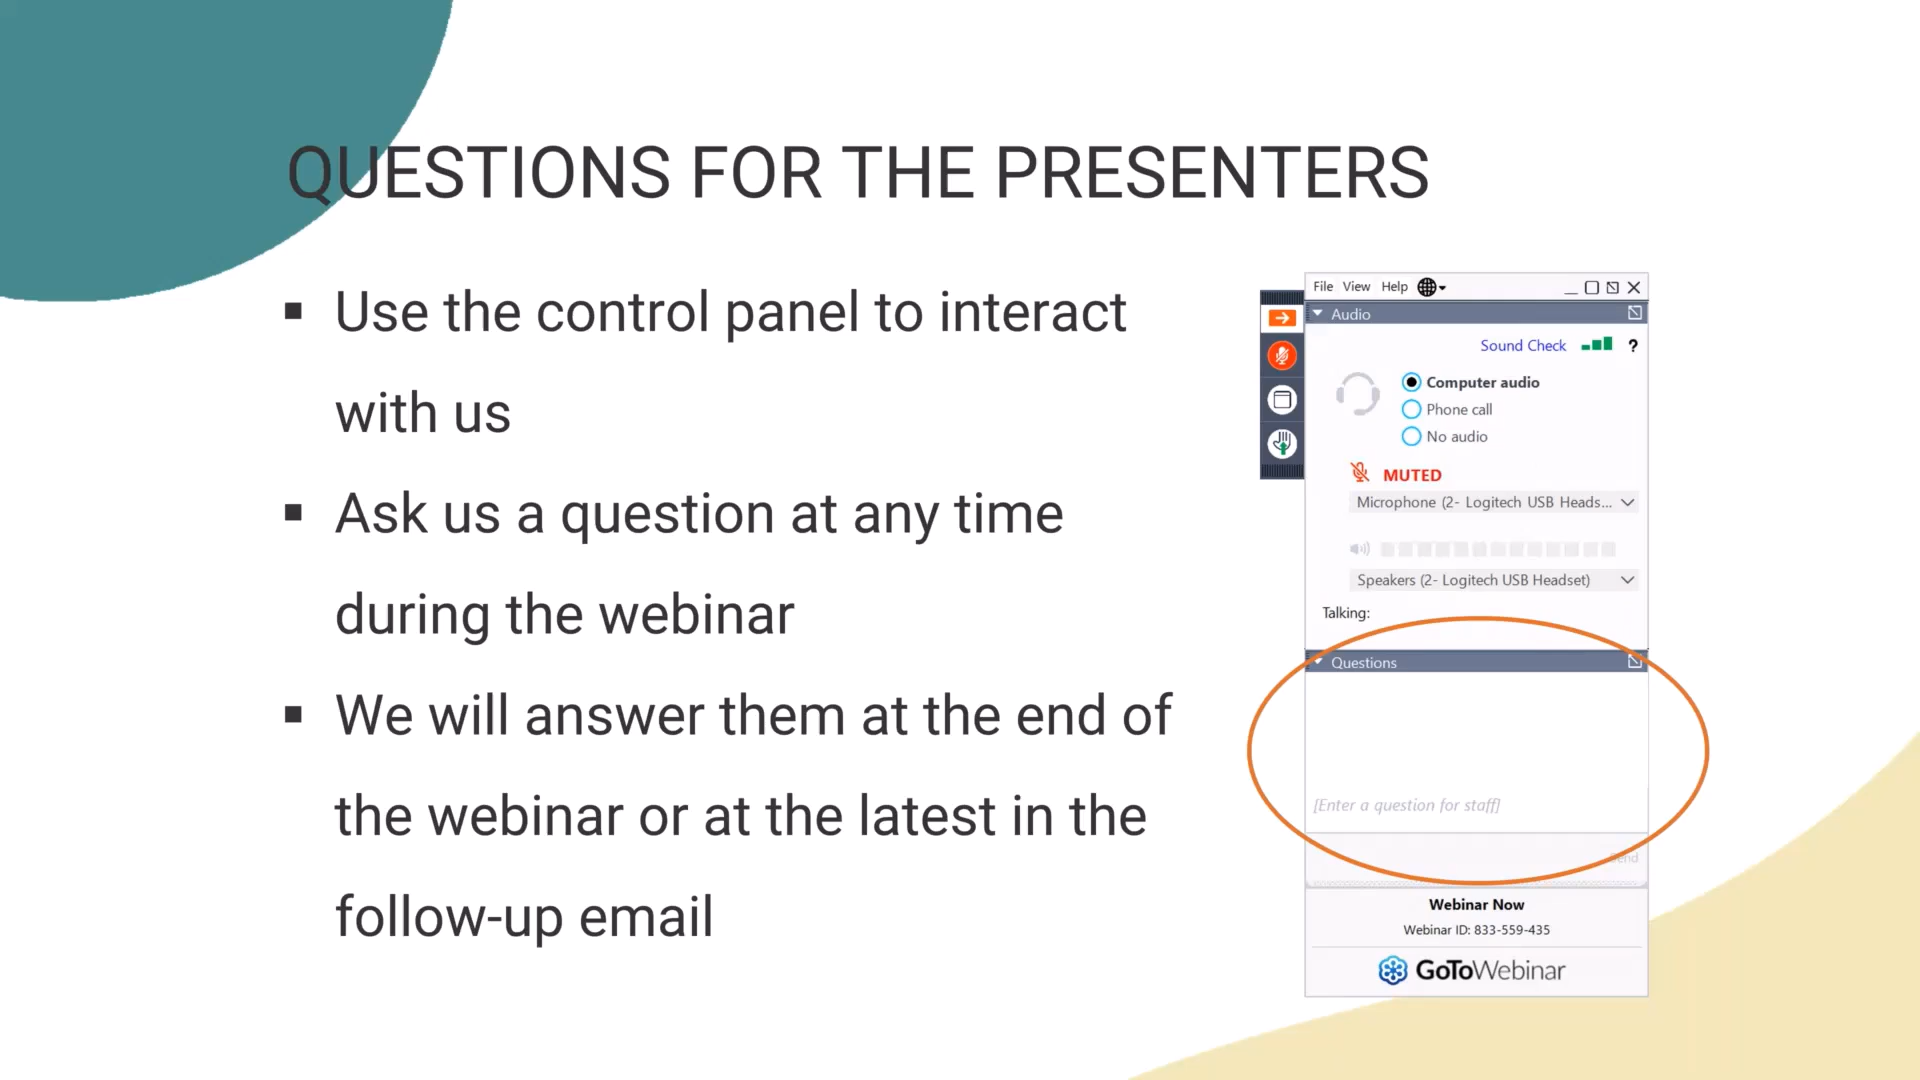 QUESTIONS FOR THE PRESENTERS
▪ Use the control panel to interact
with us
▪ Ask us a question at any time
during the webinar
▪ We will answer them at the end of
the webinar or at the latest in the
follow-up email
File View Help
Audio
Sound Check ?
Computer audio
Phone call
No audio
MUTED
Microphone (2- Logitech USB Heads...
Speakers (2- Logitech USB Headset)
Talking:
Questions
[Enter a question for staff]
Send
Webinar Now
Webinar ID: 833-559-435
GoToWebinar